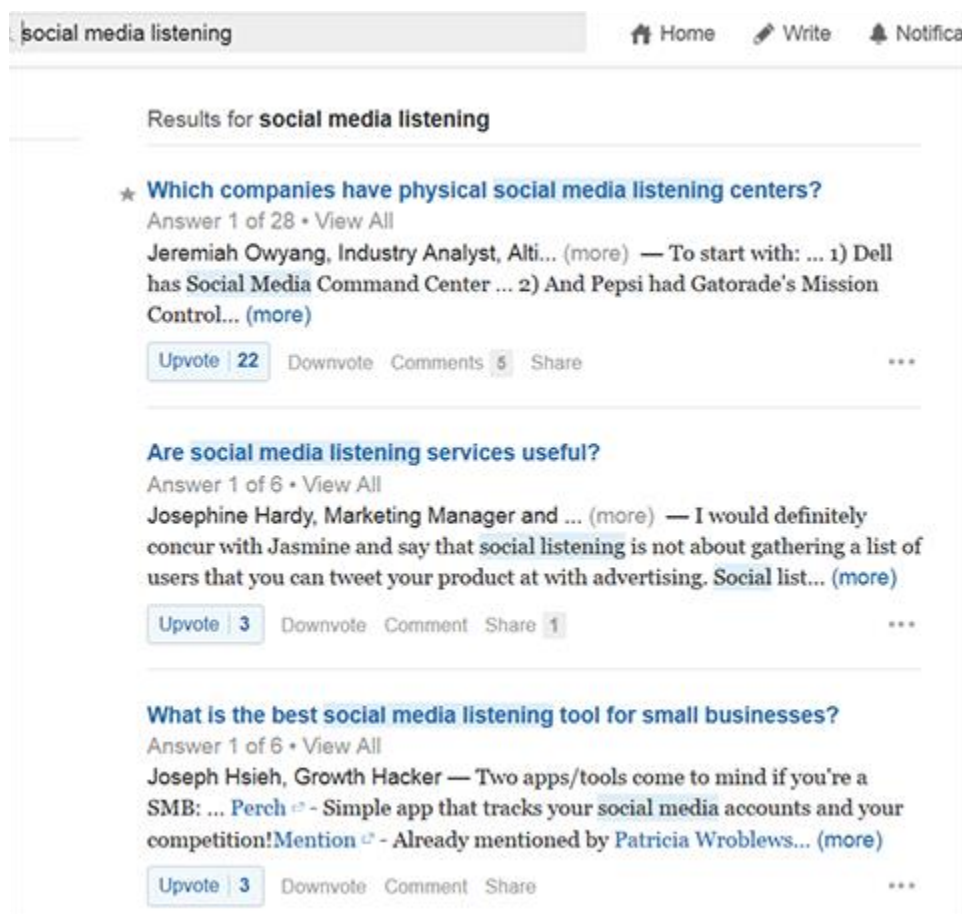 social media listening Home Write Notifica
Results for social media listening
Which companies have physical social media listening centers?
Answer 1 of 28 • View All
Jeremiah Owyang, Industry Analyst, Alti... (more) — To start with: ... 1) Dell
has Social Media Command Center ... 2) And Pepsi had Gatorade's Mission
Control... (more)
Upvote 22 Downvote Comments 5 Share
Are social media listening services useful?
Answer 1 of 6 • View All
Josephine Hardy, Marketing Manager and ... (more) — I would definitely
concur with Jasmine and say that social listening is not about gathering a list of
users that you can tweet your product at with advertising. Social list... (more)
Upvote 3 Downvote Comment Share 1
What is the best social media listening tool for small businesses?
Answer 1 of 6 • View All
Joseph Hsieh, Growth Hacker — Two apps/tools come to mind if you're a
SMB: ... Perch - Simple app that tracks your social media accounts and your
competition!Mention - Already mentioned by Patricia Wroblews... (more)
Upvote 3 Downvote Comment Share